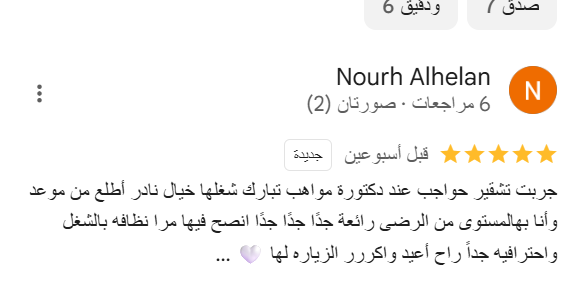 صدق 7
ودقيق 6
Nourh Alhelan
6 مراجعات · صورتان (2)
قبل أسبوعين جديدة
جربت تشقير حواجب عند دكتورة مواهب تبارك شغلها خيال نادر أطلع من موعد
وأنا بهالمستوى من الرضى رائعة جدًا جدًا جدًا انصح فيها مرا نظافه بالشغل
واحترافيه جداً راح أعيد واكررر الزياره لها 🤍 ...